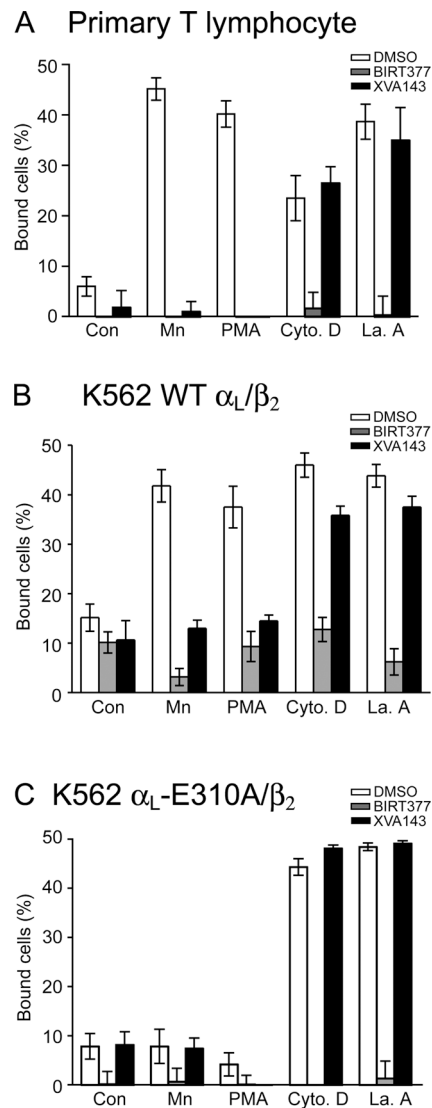 A Primary T lymphocyte
DMSO
BIRT377
XVA143
Bound cells (%)
50
40
30
20
10
0
Con Mn PMA Cyto. D La. A
B K562 WT αL/β2
DMSO
BIRT377
XVA143
Bound cells (%)
50
40
30
20
10
0
Con Mn PMA Cyto. D La. A
C K562 αL-E310A/β2
DMSO
BIRT377
XVA143
Bound cells (%)
50
40
30
20
10
0
Con Mn PMA Cyto. D La. A